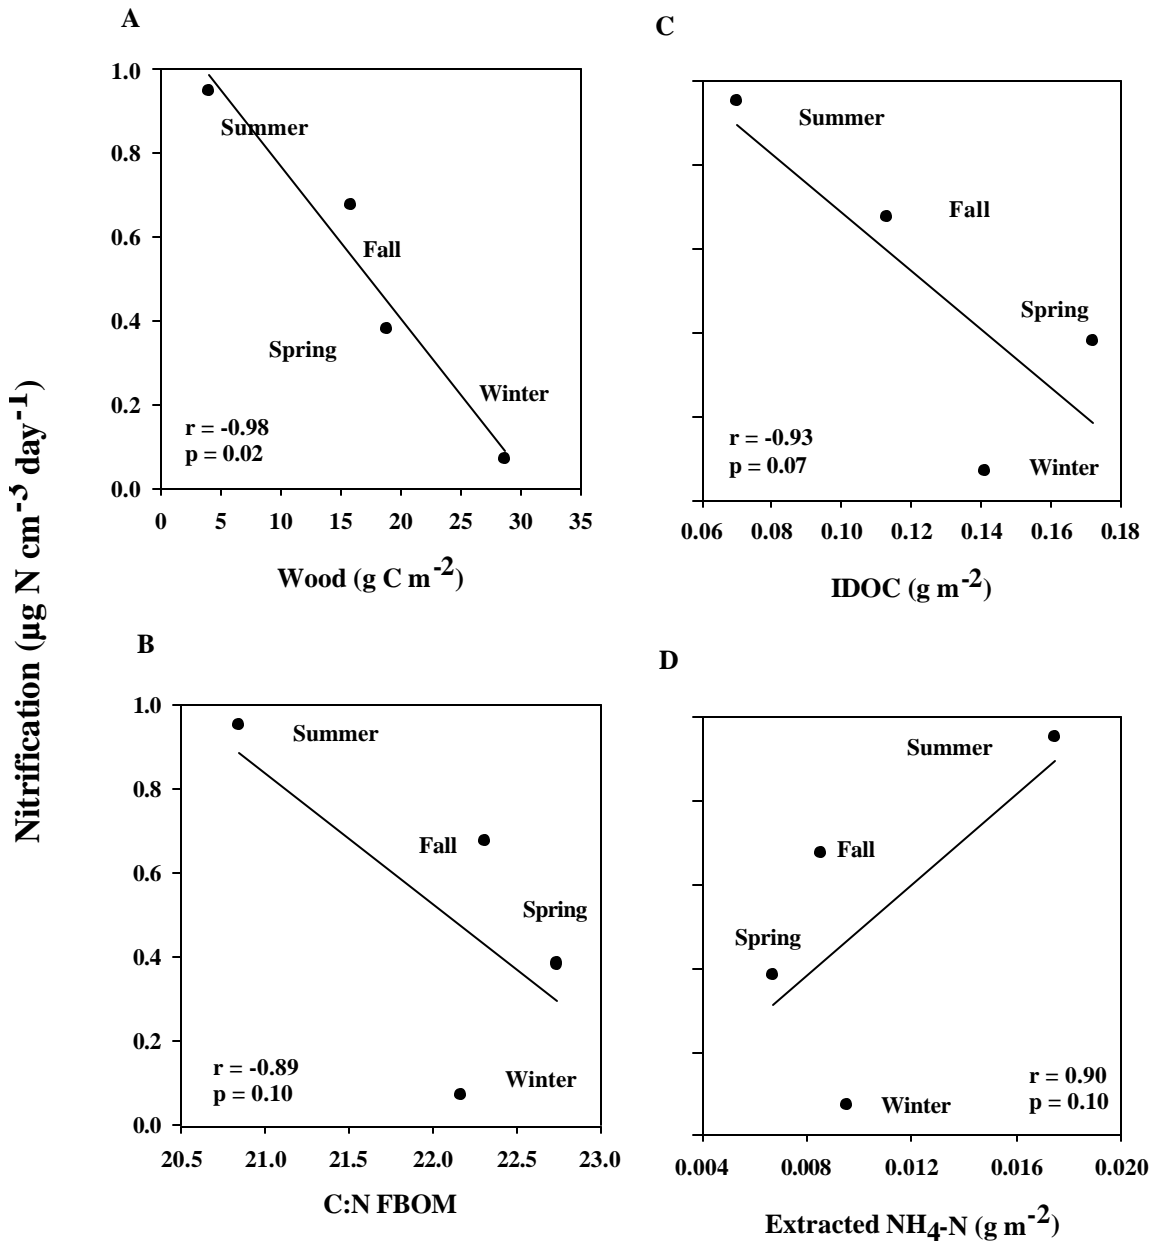 A
1.0
0.8
0.6
0.4
0.2
0.0
Summer
Fall
Spring
Winter
r = -0.98
p = 0.02
0 5 10 15 20 25 30 35
Wood (g C m-2)
C
Summer
Fall
Spring
Winter
r = -0.93
p = 0.07
0.06 0.08 0.10 0.12 0.14 0.16 0.18
IDOC (g m-2)
Nitrification (µg N cm-3 day-1)
B
1.0
0.8
0.6
0.4
0.2
0.0
Summer
Fall
Spring
Winter
r = -0.89
p = 0.10
20.5 21.0 21.5 22.0 22.5 23.0
C:N FBOM
D
Summer
Fall
Spring
Winter
r = 0.90
p = 0.10
0.004 0.008 0.012 0.016 0.020
Extracted NH4-N (g m-2)